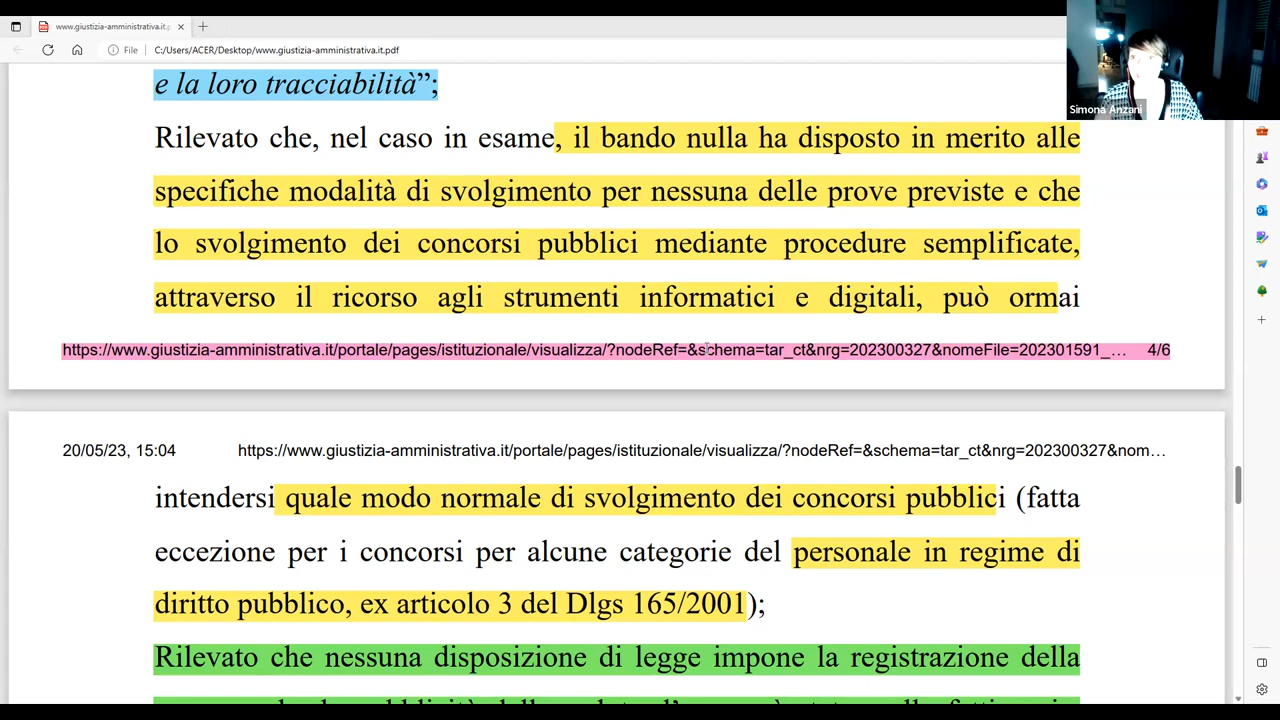 www.giustizia-amministrativa.it.p
File
C:/Users/ACER/Desktop/www.giustizia-amministrativa.it.pdf
Simona Anzani
e la loro tracciabilità”;
Rilevato che, nel caso in esame, il bando nulla ha disposto in merito alle
specifiche modalità di svolgimento per nessuna delle prove previste e che
lo svolgimento dei concorsi pubblici mediante procedure semplificate,
attraverso il ricorso agli strumenti informatici e digitali, può ormai
https://www.giustizia-amministrativa.it/portale/pages/istituzionale/visualizza/?nodeRef=&schema=tar_ct&nrg=202300327&nomeFile=202301591_… 4/6
20/05/23, 15:04 https://www.giustizia-amministrativa.it/portale/pages/istituzionale/visualizza/?nodeRef=&schema=tar_ct&nrg=202300327&nom…
intendersi quale modo normale di svolgimento dei concorsi pubblici (fatta
eccezione per i concorsi per alcune categorie del personale in regime di
diritto pubblico, ex articolo 3 del Dlgs 165/2001);
Rilevato che nessuna disposizione di legge impone la registrazione della